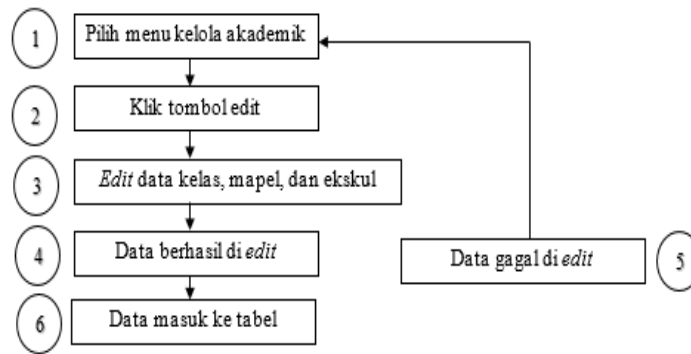 1
Pilih menu kelola akademik
2
Klik tombol edit
3
Edit data kelas, mapel, dan ekskul
4
Data berhasil di edit
Data gagal di edit
5
6
Data masuk ke tabel